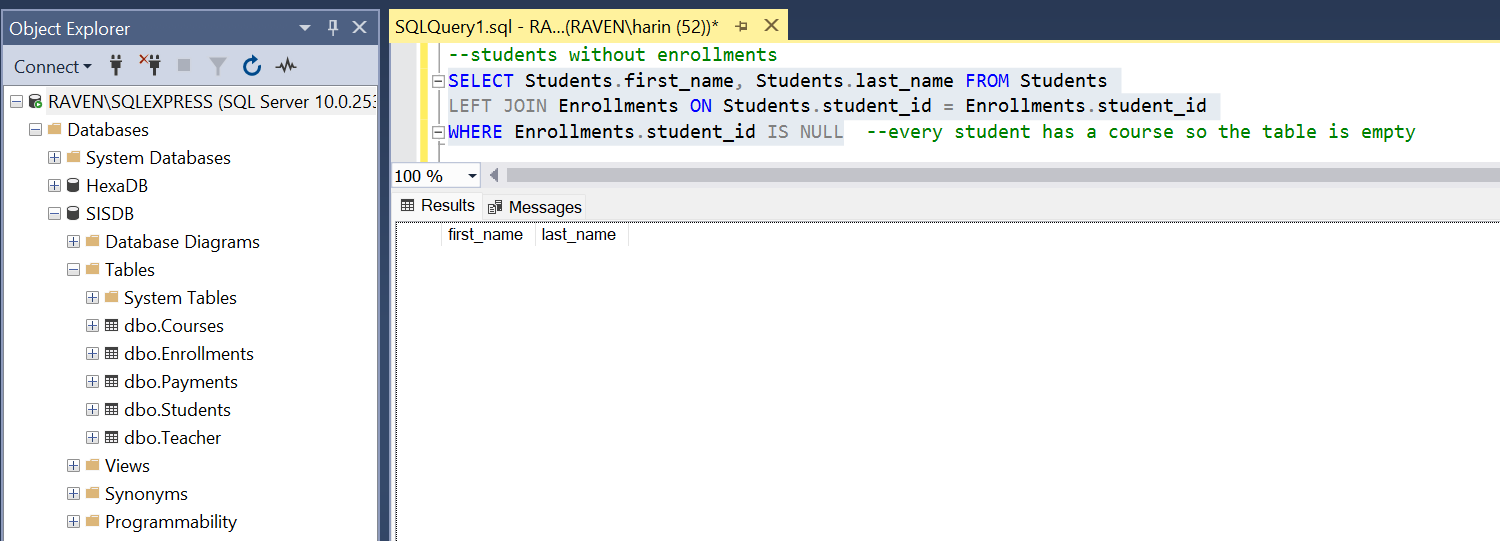 Object Explorer
Connect
RAVEN\SQLEXPRESS (SQL Server 10.0.253
Databases
System Databases
HexaDB
SISDB
Database Diagrams
Tables
System Tables
dbo.Courses
dbo.Enrollments
dbo.Payments
dbo.Students
dbo.Teacher
Views
Synonyms
Programmability
SQLQuery1.sql - RA...(RAVEN\harin (52))*
--students without enrollments
SELECT Students.first_name, Students.last_name FROM Students
LEFT JOIN Enrollments ON Students.student_id = Enrollments.student_id
WHERE Enrollments.student_id IS NULL  --every student has a course so the table is empty
100 %
Results Messages
first_name last_name